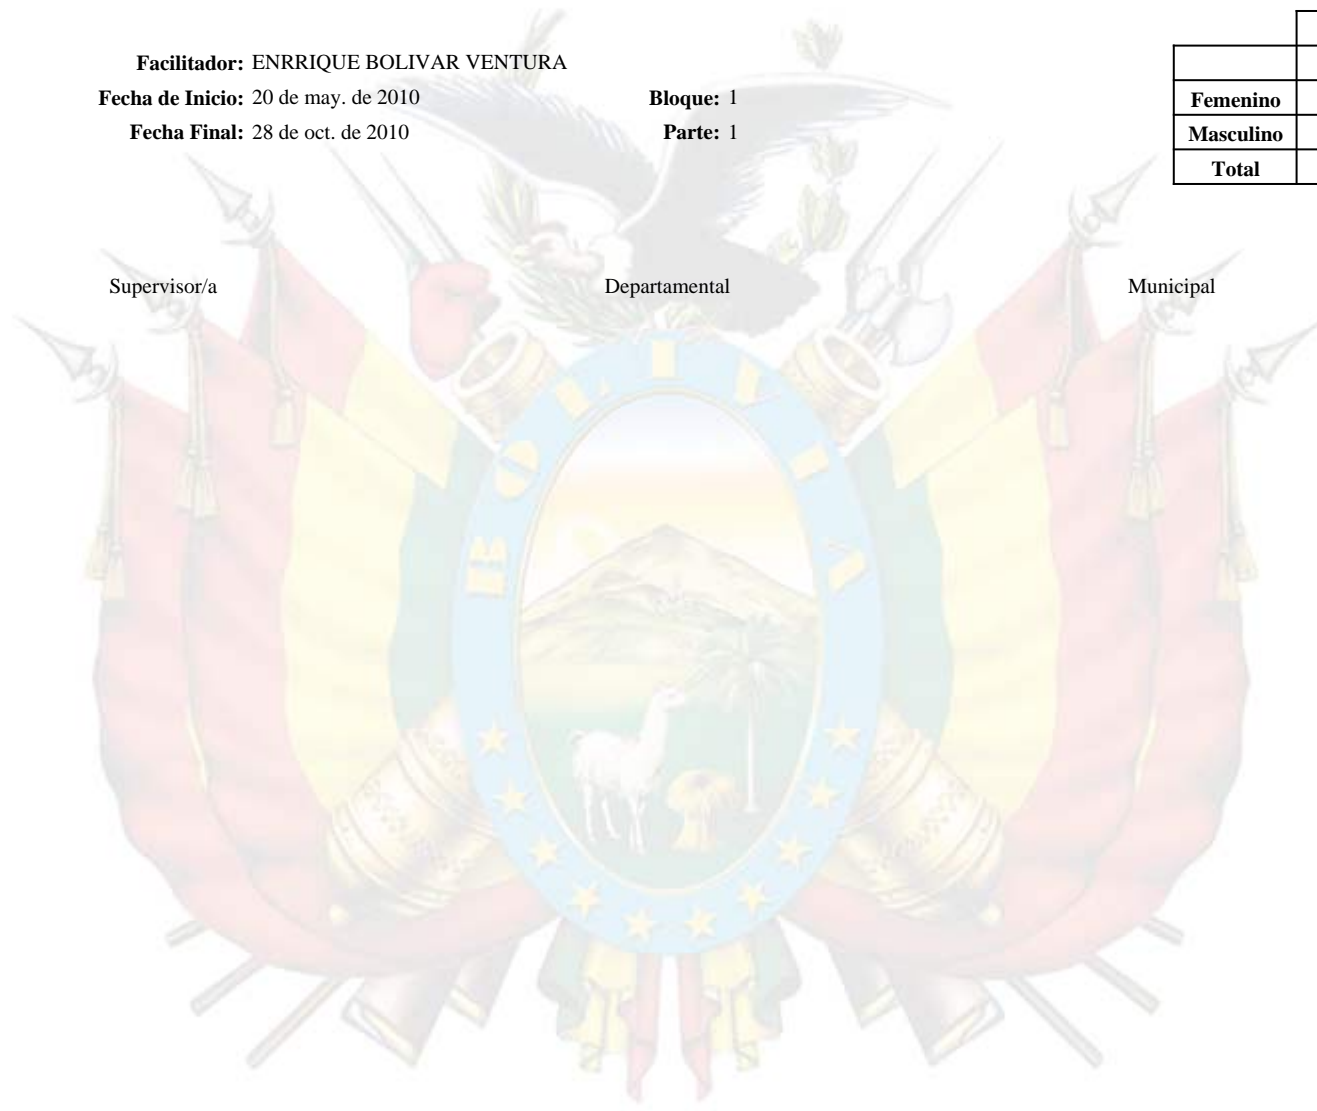 Facilitador: ENRRIQUE BOLIVAR VENTURA
Fecha de Inicio: 20 de may. de 2010 Bloque: 1
Femenino
Fecha Final: 28 de oct. de 2010 Parte: 1
Masculino
Total
Supervisor/a Departamental Municipal
BOLIVIA